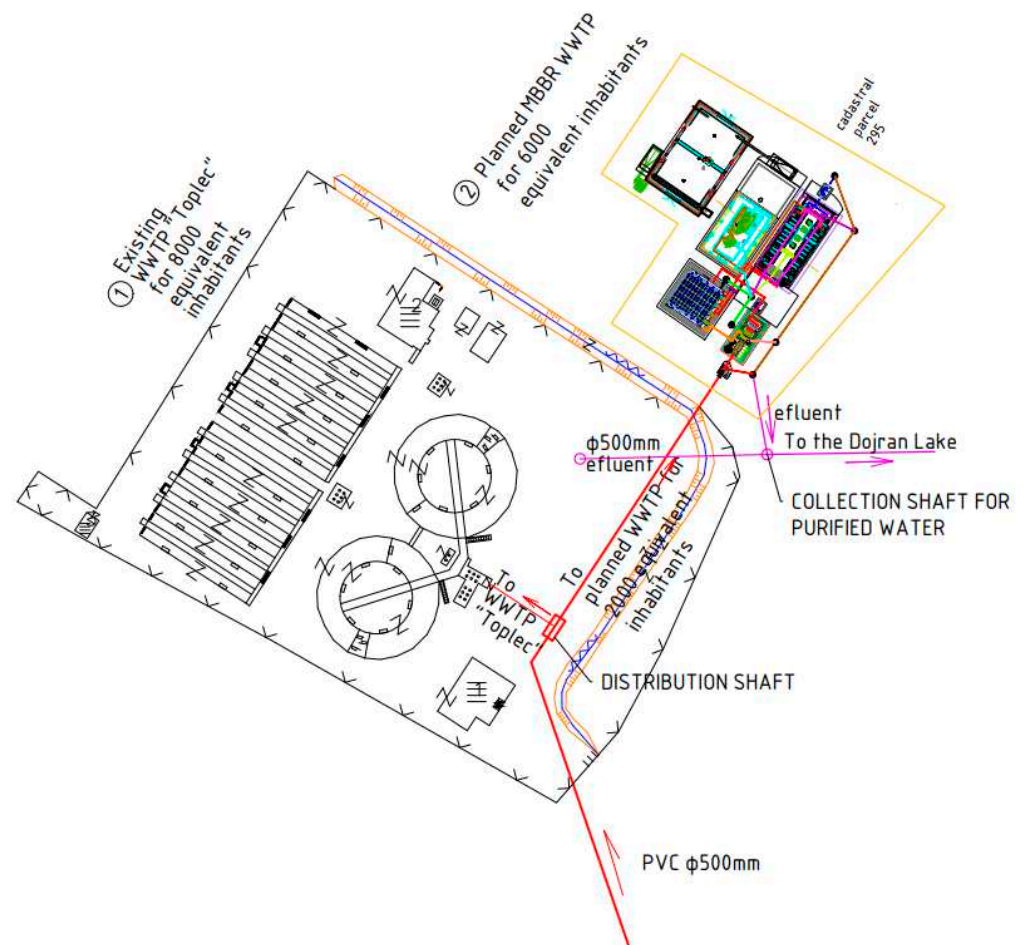 ② Planned MBBR WWTP
for 6000
equivalent inhabitants
cadastral
parcel
295
① Existing
WWTP "Toplec"
for 8000
equivalent
inhabitants
efluent
To the Dojran Lake
ϕ500mm
efluent
COLLECTION SHAFT FOR
PURIFIED WATER
To
planned WWTP for
2000 equivalent
inhabitants
To
WWTP
"Toplec"
DISTRIBUTION SHAFT
PVC ϕ500mm